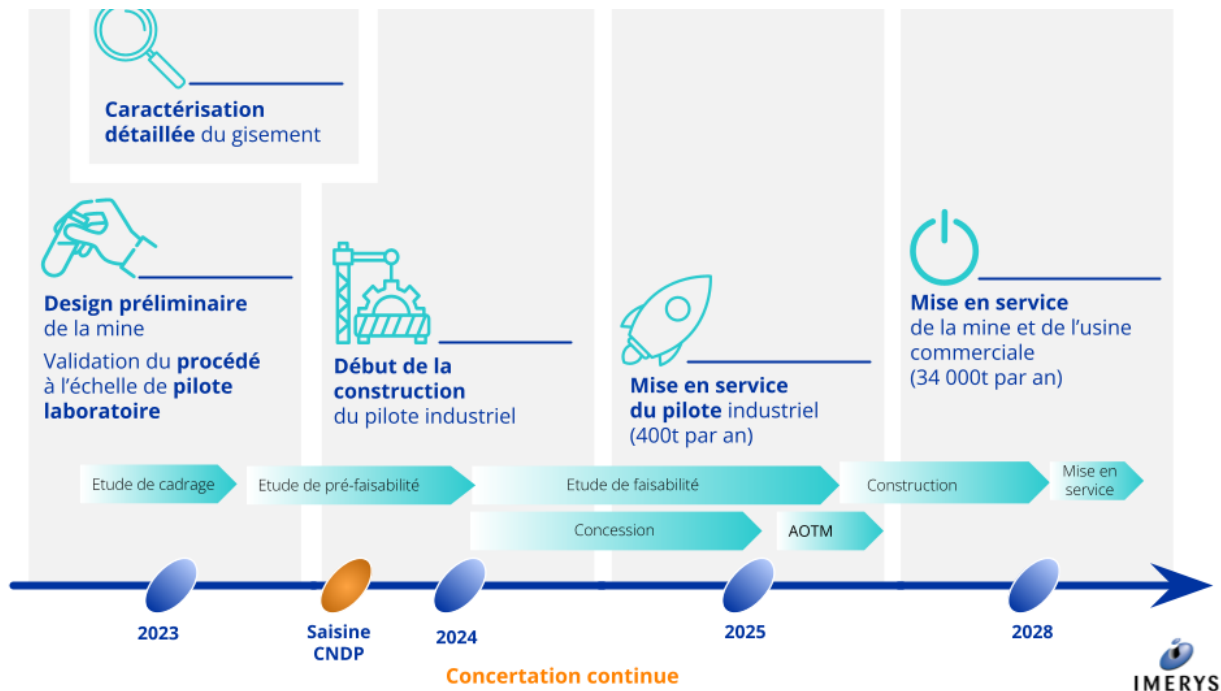 Caractérisation
détaillée du gisement
Design préliminaire
de la mine
Validation du procédé
à l'échelle de pilote
laboratoire
Début de la
construction
du pilote industriel
Mise en service
du pilote industriel
(400t par an)
Mise en service
de la mine et de l'usine
commerciale
(34 000t par an)
Etude de cadrage
Etude de pré-faisabilité
Etude de faisabilité
Construction
Mise en
service
Concession
AOTM
2023
Saisine
CNDP
2024
2025
2028
Concertation continue
IMERYS